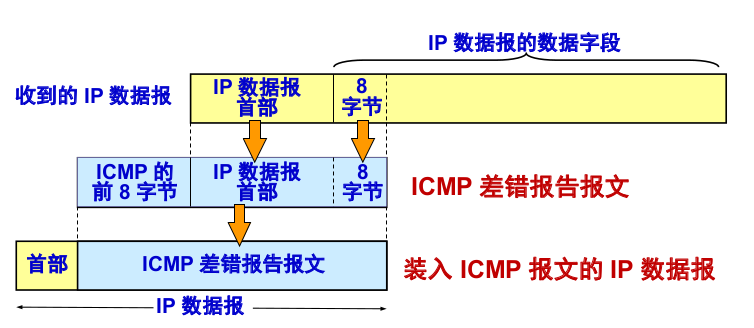 IP 数据报的数据字段
收到的 IP 数据报
IP 数据报
首部
8
字节
ICMP 的
前 8 字节
IP 数据报
首部
8
字节
ICMP 差错报告报文
首部
ICMP 差错报告报文
装入 ICMP 报文的 IP 数据报
IP 数据报